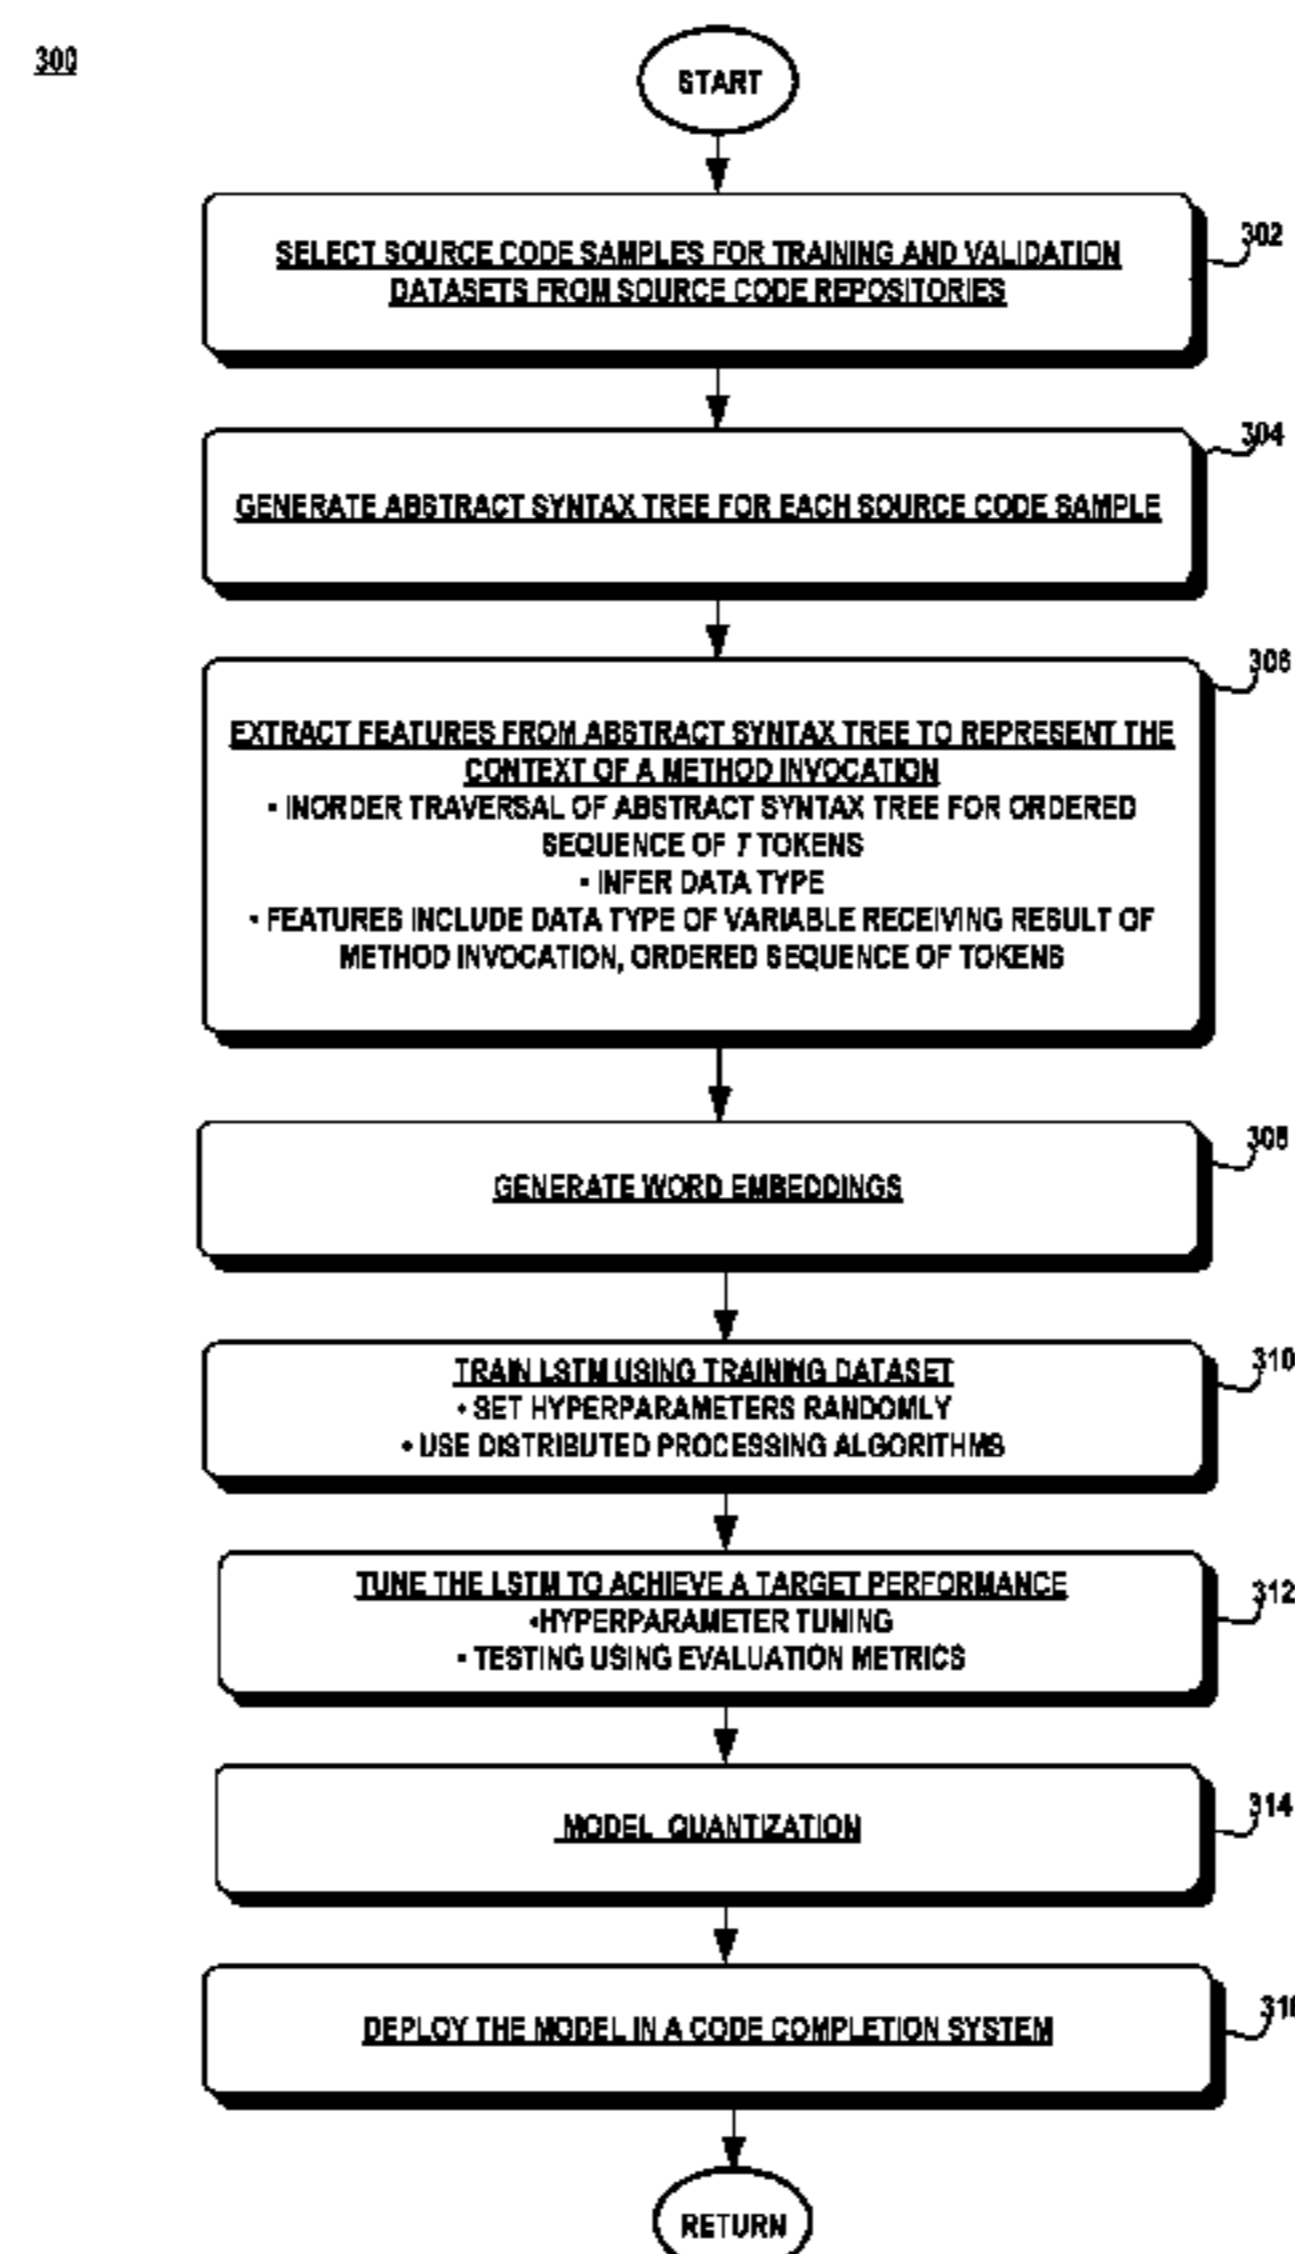 300
START
SELECT SOURCE CODE SAMPLES FOR TRAINING AND VALIDATION
DATASETS FROM SOURCE CODE REPOSITORIES
302
GENERATE ABSTRACT SYNTAX TREE FOR EACH SOURCE CODE SAMPLE
304
EXTRACT FEATURES FROM ABSTRACT SYNTAX TREE TO REPRESENT THE
CONTEXT OF A METHOD INVOCATION
▪ INORDER TRAVERSAL OF ABSTRACT SYNTAX TREE FOR ORDERED
SEQUENCE OF T TOKENS
▪ INFER DATA TYPE
▪ FEATURES INCLUDE DATA TYPE OF VARIABLE RECEIVING RESULT OF
METHOD INVOCATION, ORDERED SEQUENCE OF TOKENS
306
GENERATE WORD EMBEDDINGS
308
TRAIN LSTM USING TRAINING DATASET
• SET HYPERPARAMETERS RANDOMLY
• USE DISTRIBUTED PROCESSING ALGORITHMS
310
TUNE THE LSTM TO ACHIEVE A TARGET PERFORMANCE
▪HYPERPARAMETER TUNING
▪ TESTING USING EVALUATION METRICS
312
MODEL QUANTIZATION
314
DEPLOY THE MODEL IN A CODE COMPLETION SYSTEM
RETURN